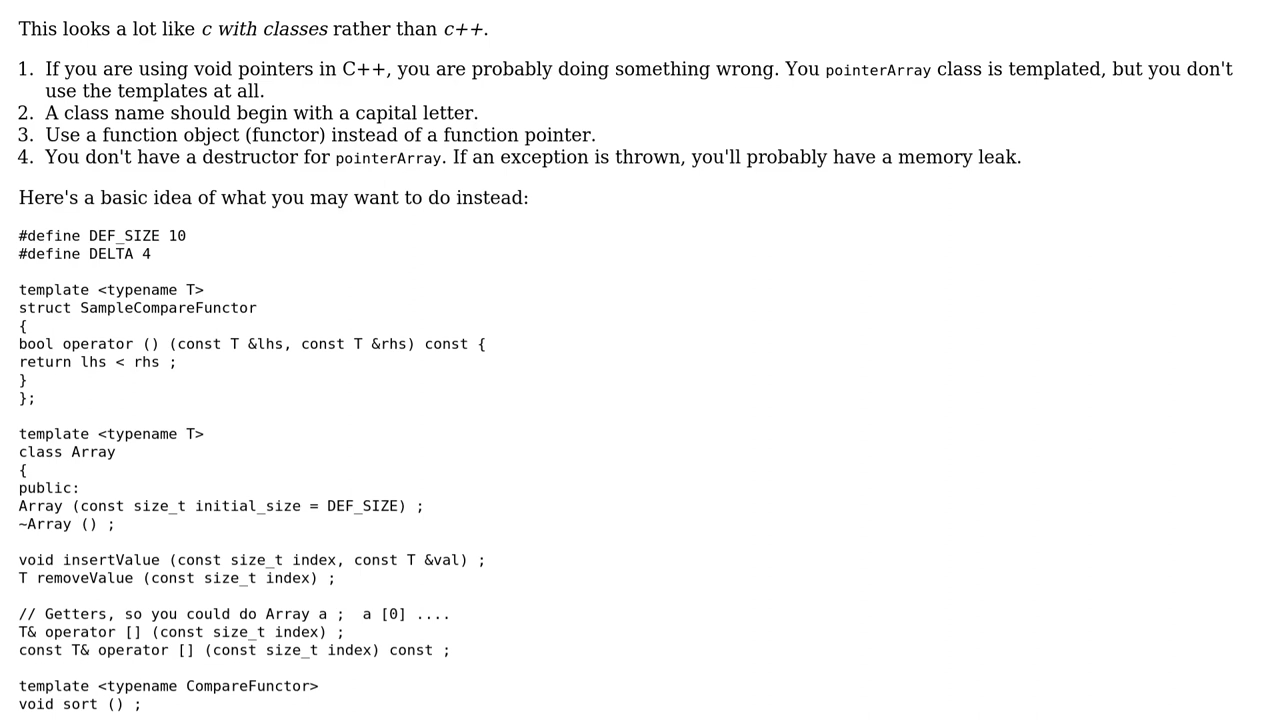 This looks a lot like c with classes rather than c++.
1. If you are using void pointers in C++, you are probably doing something wrong. You pointerArray class is templated, but you don't
use the templates at all.
2. A class name should begin with a capital letter.
3. Use a function object (functor) instead of a function pointer.
4. You don't have a destructor for pointerArray. If an exception is thrown, you'll probably have a memory leak.
Here's a basic idea of what you may want to do instead:
#define DEF_SIZE 10
#define DELTA 4
template <typename T>
struct SampleCompareFunctor
{
bool operator () (const T &lhs, const T &rhs) const {
return lhs < rhs ;
}
};
template <typename T>
class Array
{
public:
Array (const size_t initial_size = DEF_SIZE) ;
~Array () ;
void insertValue (const size_t index, const T &val) ;
T removeValue (const size_t index) ;
// Getters, so you could do Array a ;  a [0] ....
T& operator [] (const size_t index) ;
const T& operator [] (const size_t index) const ;
template <typename CompareFunctor>
void sort () ;